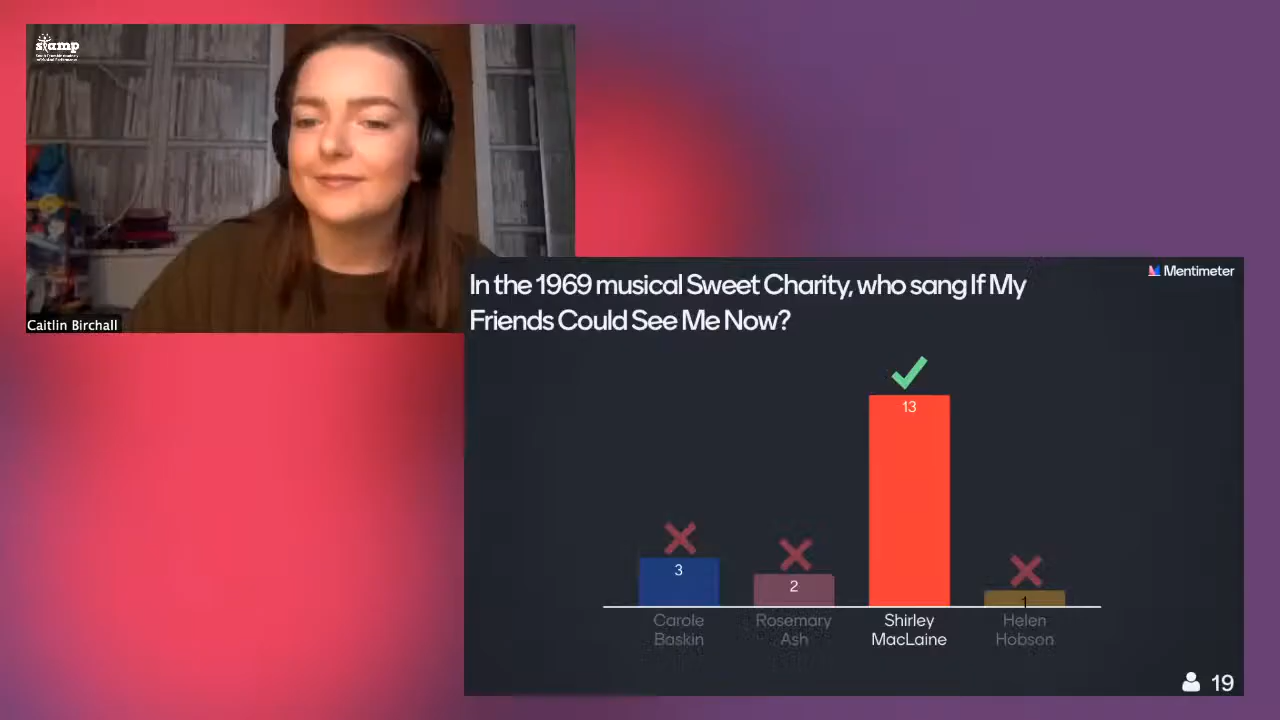 stamp
Caitlin Birchall
Mentimeter
In the 1969 musical Sweet Charity, who sang If My
Friends Could See Me Now?
13
3
2
1
Carole
Baskin
Rosemary
Ash
Shirley
MacLaine
Helen
Hobson
19